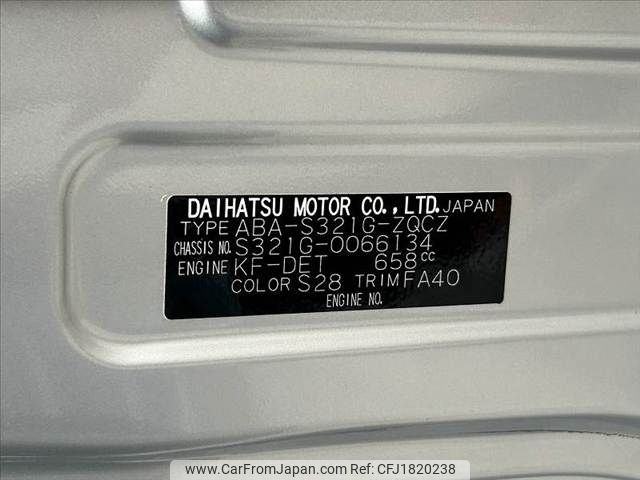 DAIHATSU MOTOR CO., LTD. JAPAN
TYPE ABA-S321G-ZQCZ
CHASSIS NO. S321G-0066134
ENGINE KF-DET 658cc
COLOR S28 TRIM FA40
ENGINE NO.
www.CarFromJapan.com ref:CFJ1820238